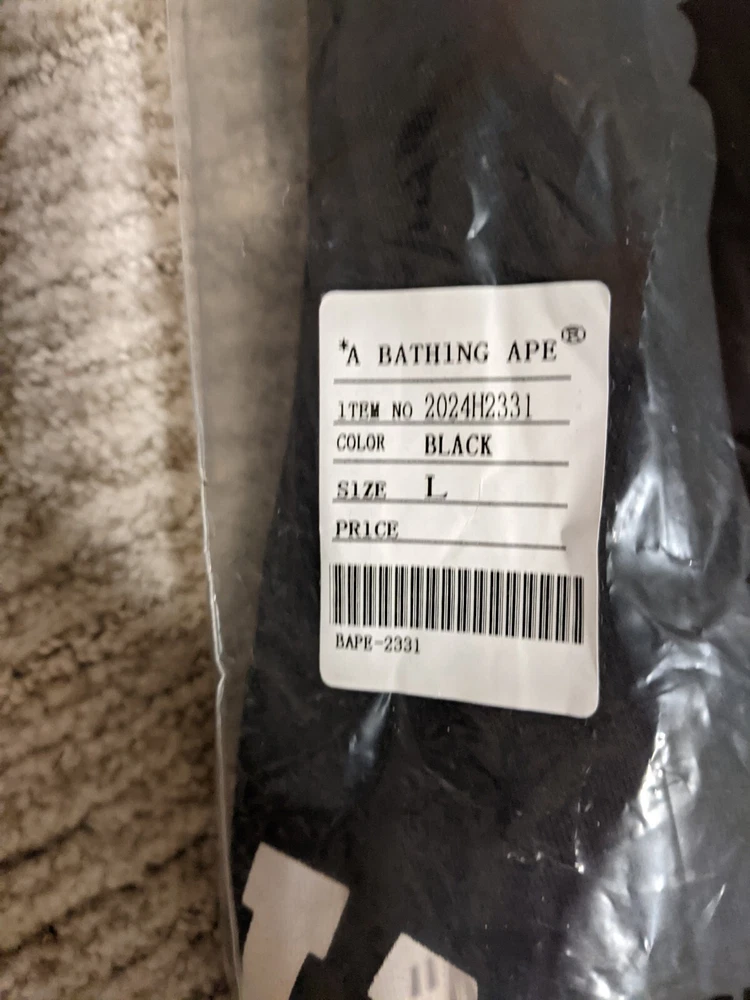 *A BATHING APE®
ITEM NO 2024H2331
COLOR BLACK
SIZE L
PRICE
BAPE-2331